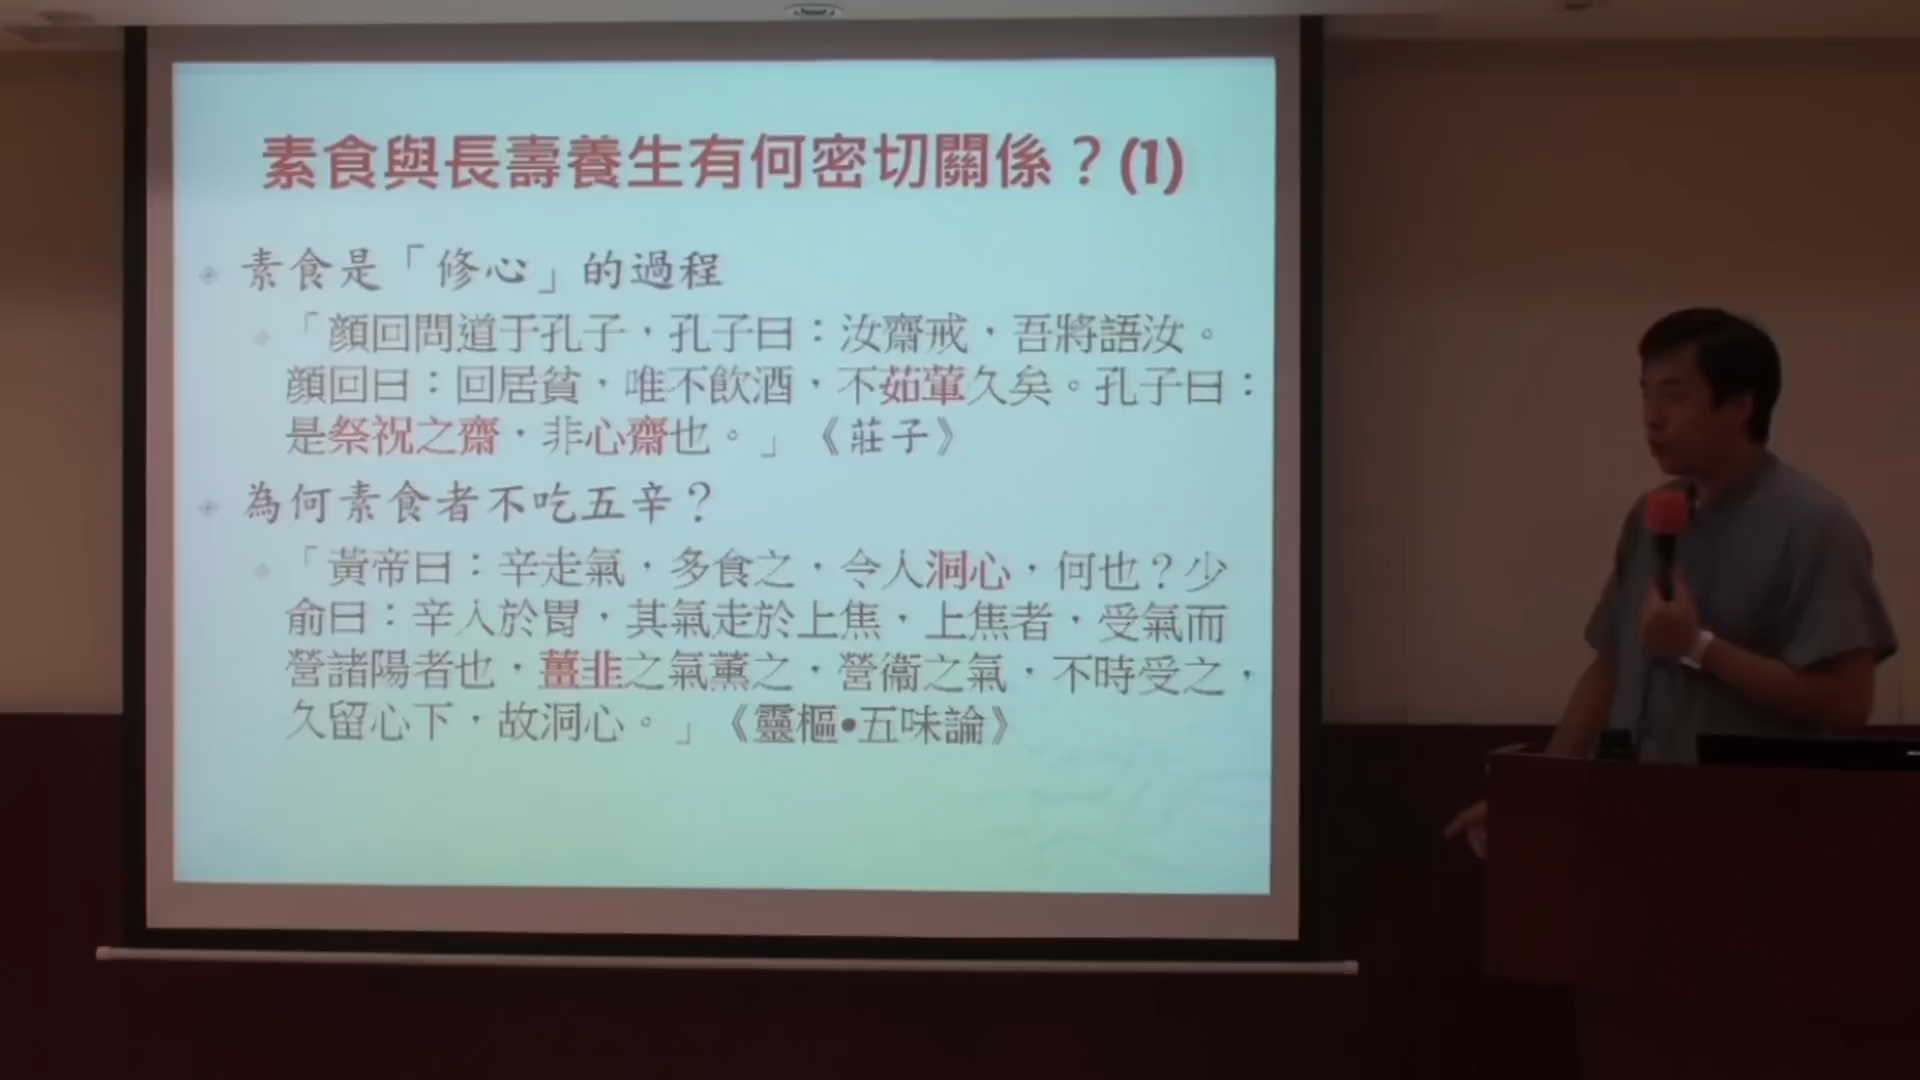 素食與長壽養生有何密切關係？(1)
素食是「修心」的過程
「顏回問道于孔子，孔子曰：汝齋戒，吾將語汝。
顏回曰：回居貧，唯不飲酒，不茹葷久矣。孔子曰：
是祭祝之齋，非心齋也。」《莊子》
為何素食者不吃五辛？
「黃帝曰：辛走氣，多食之，令人洞心，何也？少
俞曰：辛入於胃，其氣走於上焦，上焦者，受氣而
營諸陽者也，薑韭之氣薰之，營衞之氣，不時受之，
久留心下，故洞心。」《靈樞•五味論》